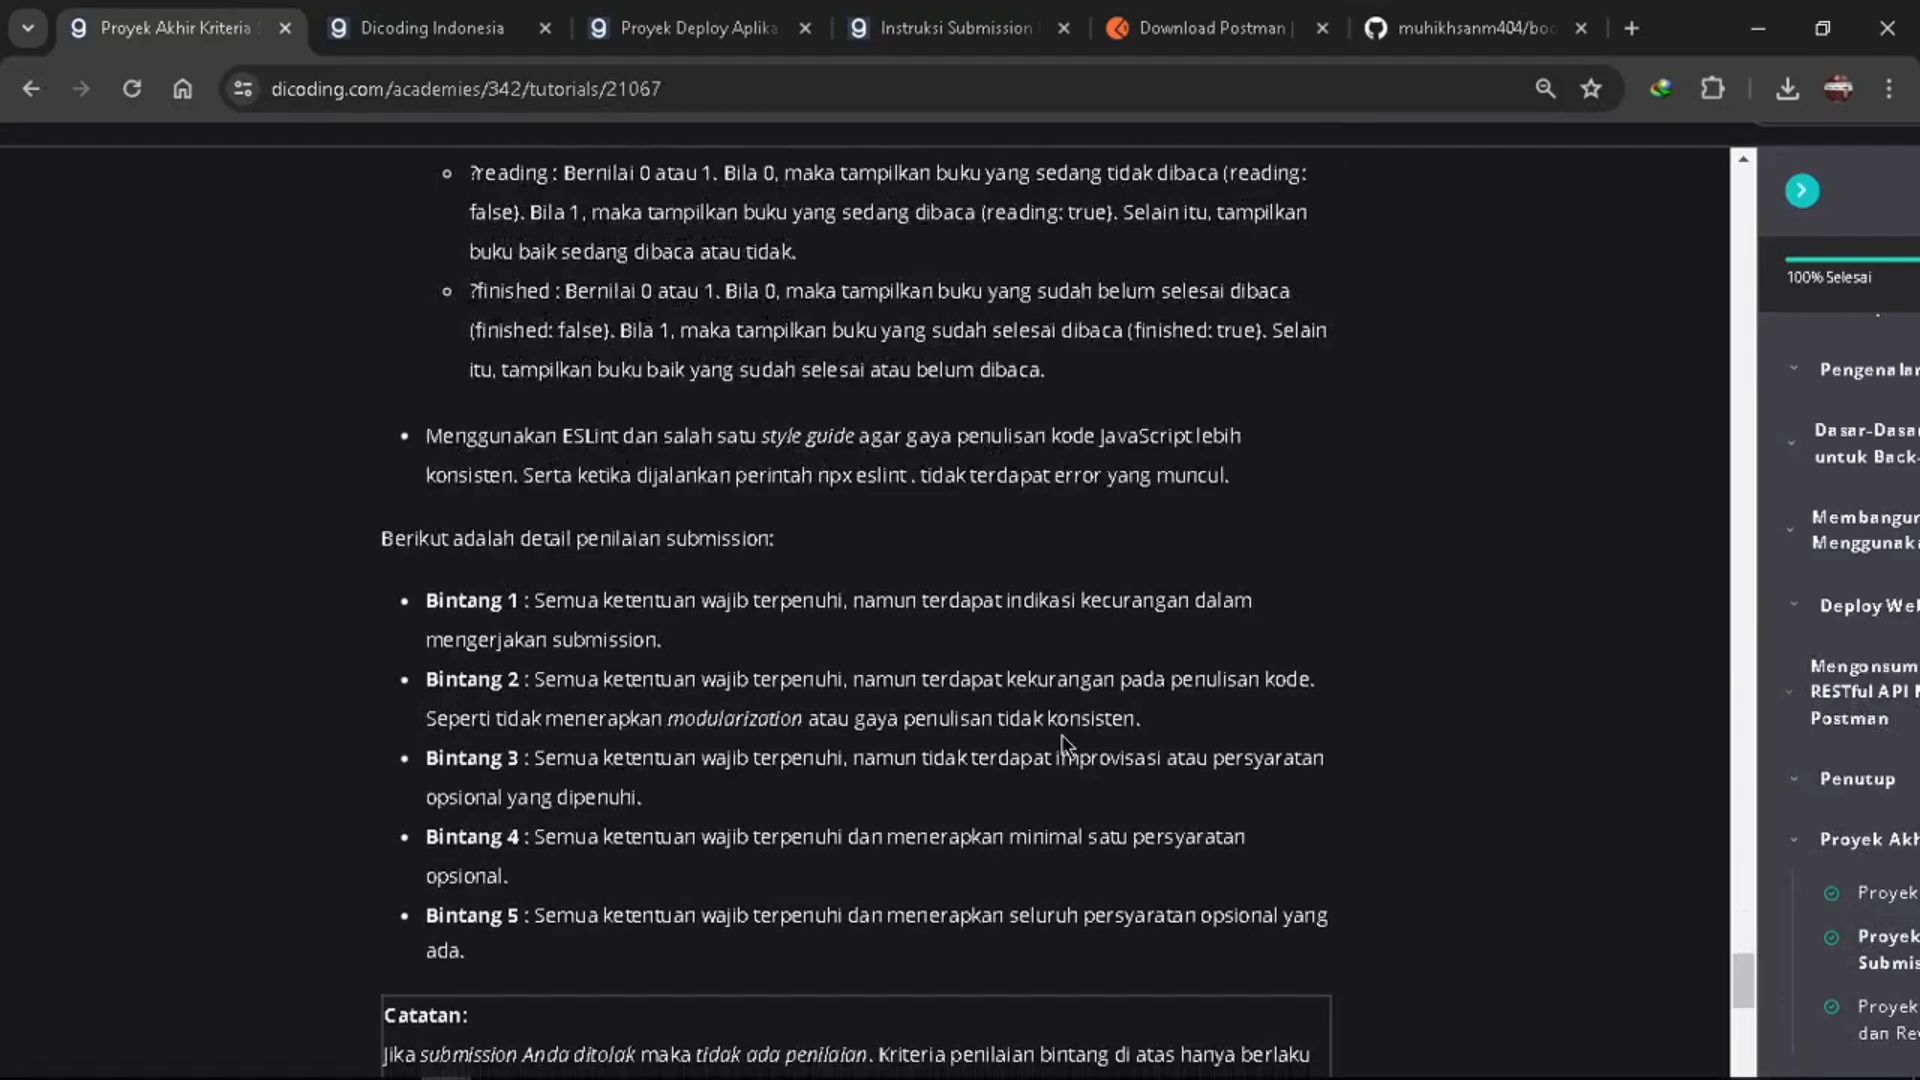 Proyek Akhir Kriteria S
Dicoding Indonesia
Proyek Deploy Aplika
Instruksi Submission
Download Postman |
muhikhsanm404/boo
dicoding.com/academies/342/tutorials/21067
?reading : Bernilai 0 atau 1. Bila 0, maka tampilkan buku yang sedang tidak dibaca (reading:
false}. Bila 1, maka tampilkan buku yang sedang dibaca (reading: true}. Selain itu, tampilkan
buku baik sedang dibaca atau tidak.
?finished : Bernilai 0 atau 1. Bila 0, maka tampilkan buku yang sudah belum selesai dibaca
(finished: false}. Bila 1, maka tampilkan buku yang sudah selesai dibaca (finished: true}. Selain
itu, tampilkan buku baik yang sudah selesai atau belum dibaca.
Menggunakan ESLint dan salah satu style guide agar gaya penulisan kode JavaScript lebih
konsisten. Serta ketika dijalankan perintah npx eslint . tidak terdapat error yang muncul.
Berikut adalah detail penilaian submission:
Bintang 1 : Semua ketentuan wajib terpenuhi, namun terdapat indikasi kecurangan dalam
mengerjakan submission.
Bintang 2 : Semua ketentuan wajib terpenuhi, namun terdapat kekurangan pada penulisan kode.
Seperti tidak menerapkan modularization atau gaya penulisan tidak konsisten.
Bintang 3 : Semua ketentuan wajib terpenuhi, namun tidak terdapat improvisasi atau persyaratan
opsional yang dipenuhi.
Bintang 4 : Semua ketentuan wajib terpenuhi dan menerapkan minimal satu persyaratan
opsional.
Bintang 5 : Semua ketentuan wajib terpenuhi dan menerapkan seluruh persyaratan opsional yang
ada.
Catatan:
Jika submission Anda ditolak maka tidak ada penilaian. Kriteria penilaian bintang di atas hanya berlaku
100% Selesai
Pengenalan
Dasar-Dasar
untuk Back-
Membangun
Menggunaka
Deploy Wel
Mengonsum
RESTful API
Postman
Penutup
Proyek Akh
Proyek
Proyek
Submis
Proyek
dan Rev